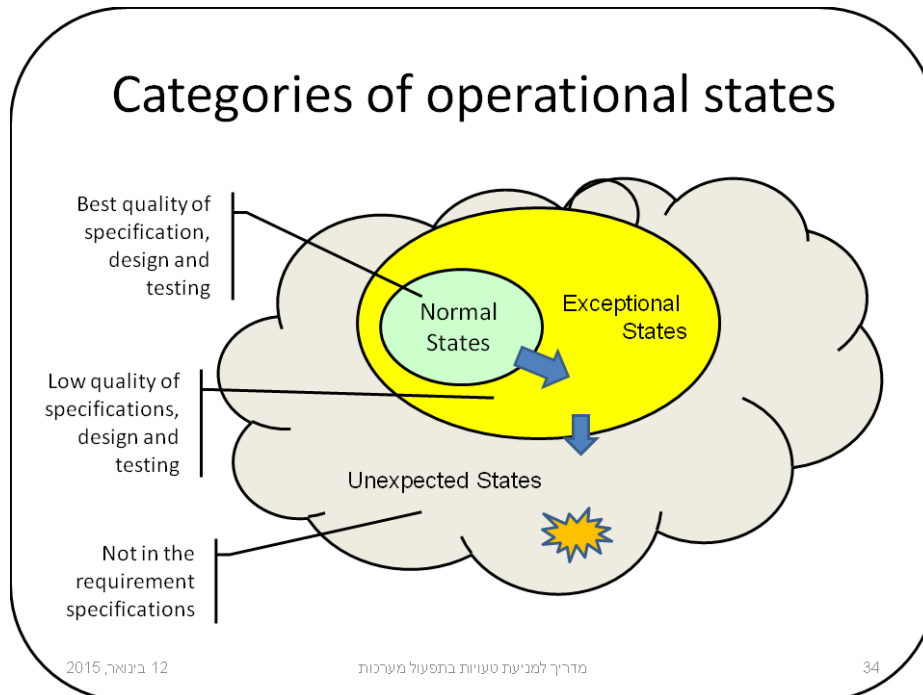 Categories of operational states
Best quality of
specification,
design and
testing
Normal
States
Exceptional
States
Low quality of
specifications,
design and
testing
Unexpected States
Not in the
requirement
specifications
12 בינואר, 2015
מדריך למניעת טעויות בתפעול מערכות
34